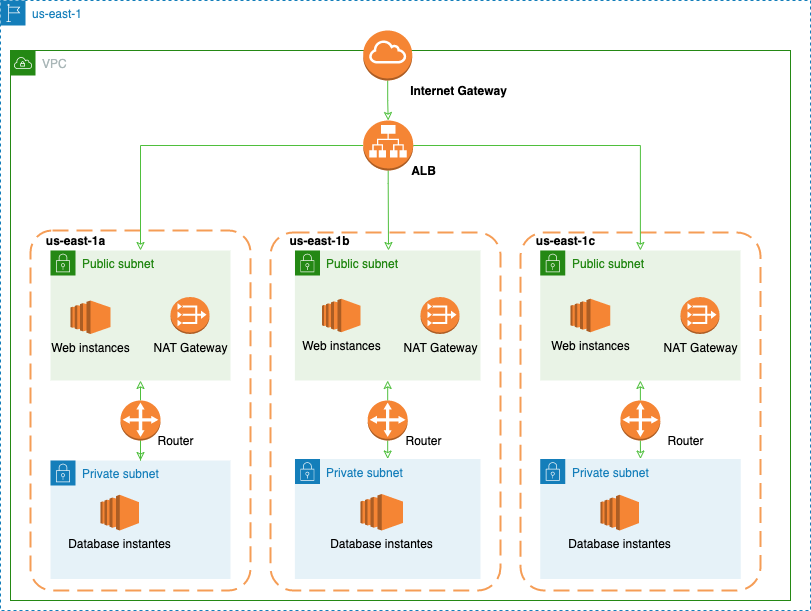 us-east-1
VPC
Internet Gateway
ALB
us-east-1a
us-east-1b
us-east-1c
Public subnet
Public subnet
Public subnet
Web instances
NAT Gateway
Web instances
NAT Gateway
Web instances
NAT Gateway
Router
Router
Router
Private subnet
Private subnet
Private subnet
Database instantes
Database instantes
Database instantes